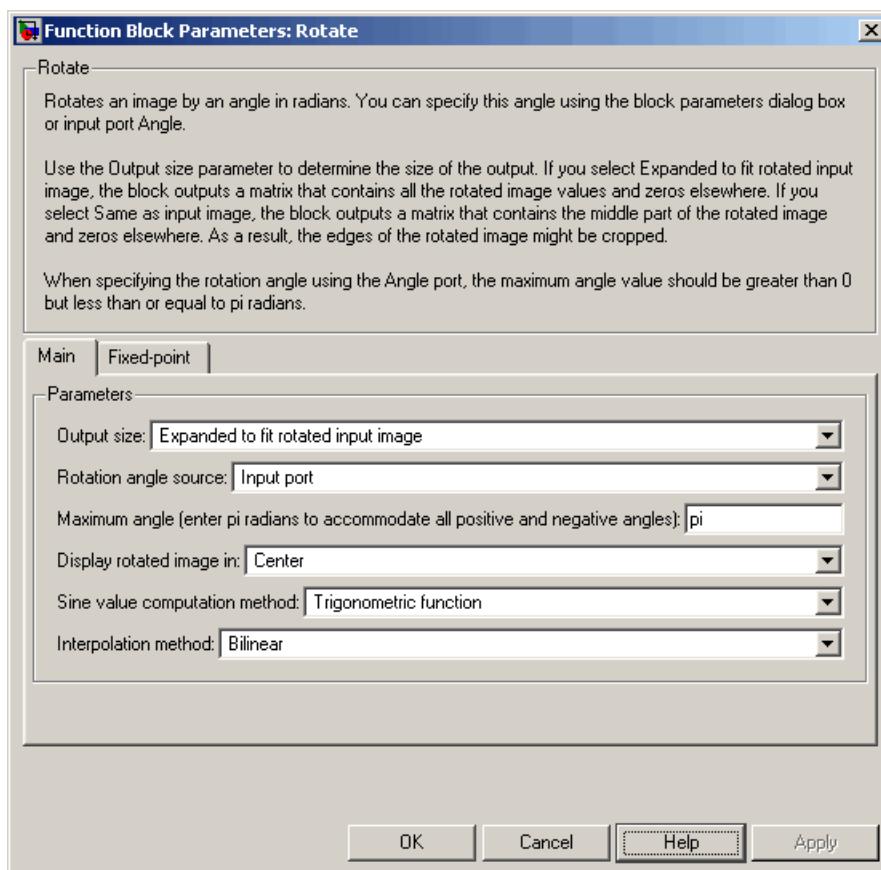 Function Block Parameters: Rotate
Rotate
Rotates an image by an angle in radians. You can specify this angle using the block parameters dialog box
or input port Angle.
Use the Output size parameter to determine the size of the output. If you select Expanded to fit rotated input
image, the block outputs a matrix that contains all the rotated image values and zeros elsewhere. If you
select Same as input image, the block outputs a matrix that contains the middle part of the rotated image
and zeros elsewhere. As a result, the edges of the rotated image might be cropped.
When specifying the rotation angle using the Angle port, the maximum angle value should be greater than 0
but less than or equal to pi radians.
Main Fixed-point
Parameters
Output size: Expanded to fit rotated input image
Rotation angle source: Input port
Maximum angle (enter pi radians to accommodate all positive and negative angles): pi
Display rotated image in: Center
Sine value computation method: Trigonometric function
Interpolation method: Bilinear
OK Cancel Help Apply